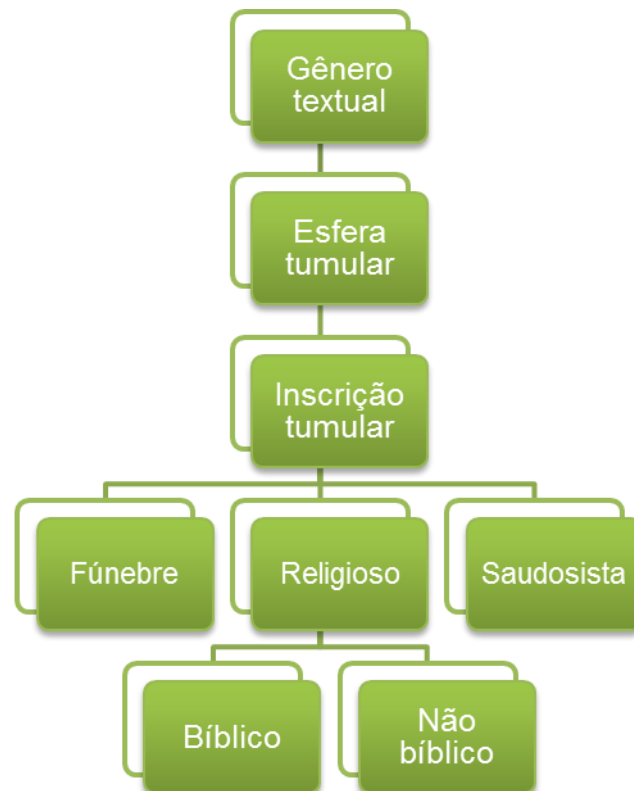 Gênero
textual
Esfera
tumular
Inscrição
tumular
Fúnebre
Religioso
Saudosista
Bíblico
Não
bíblico